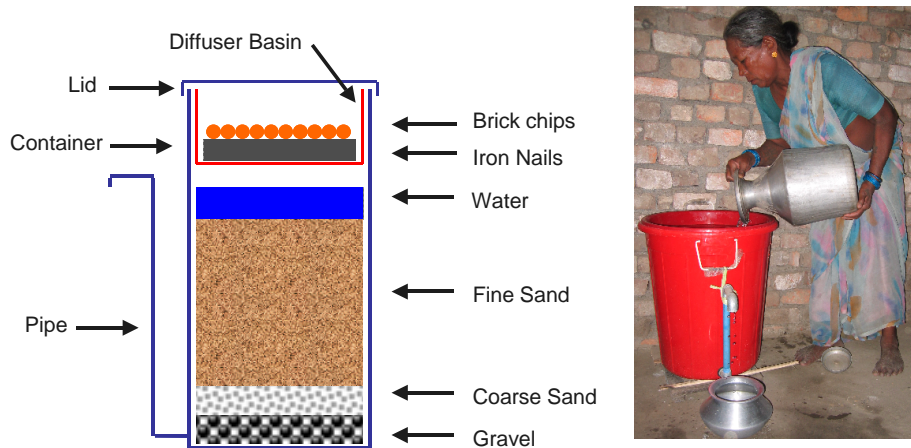 Diffuser Basin
Lid
Container
Pipe
Brick chips
Iron Nails
Water
Fine Sand
Coarse Sand
Gravel